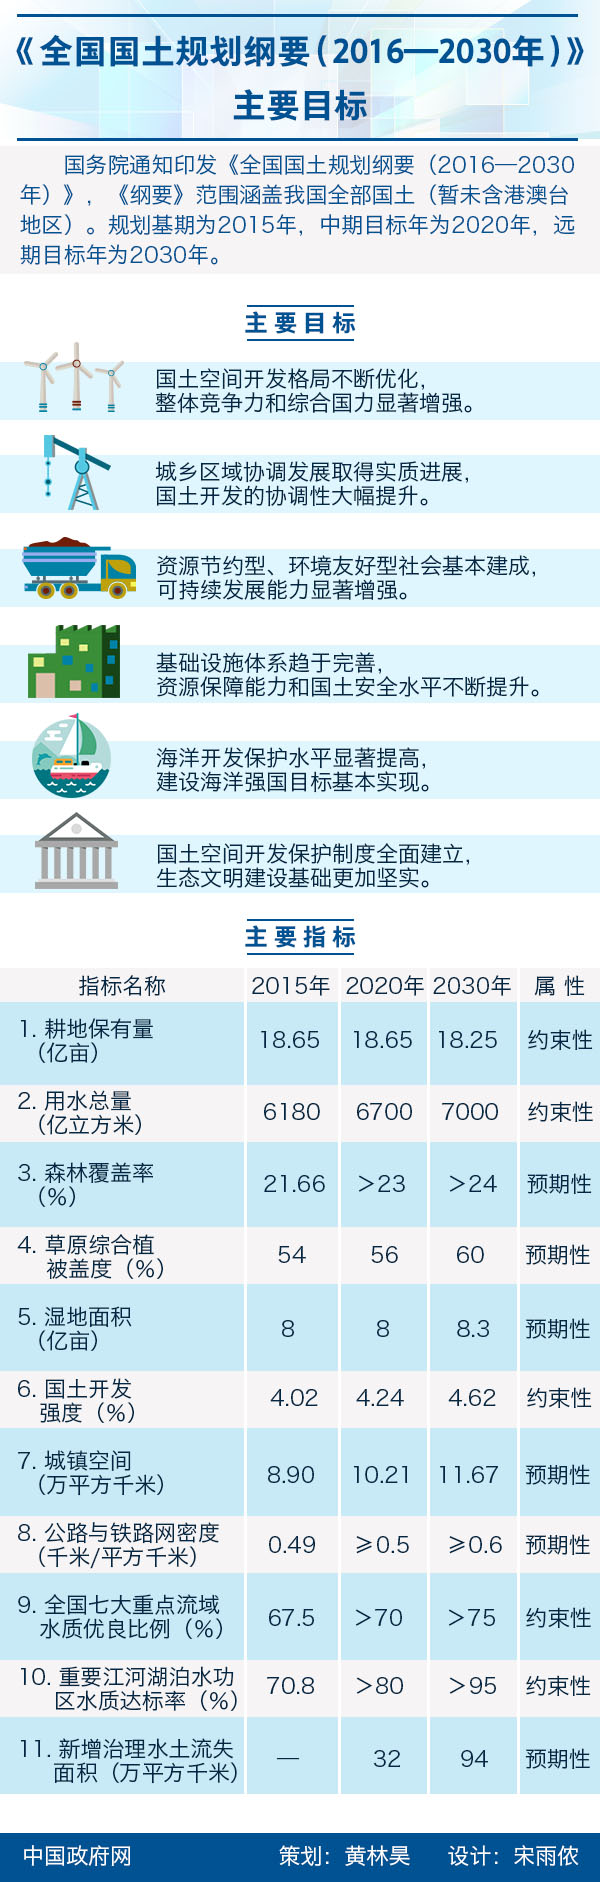 《全国国土规划纲要（2016—2030年）》
主要目标
国务院通知印发《全国国土规划纲要（2016—2030
年）》，《纲要》范围涵盖我国全部国土（暂未含港澳台
地区）。规划基期为2015年，中期目标年为2020年，远
期目标年为2030年。
主要目标
国土空间开发格局不断优化，
整体竞争力和综合国力显著增强。
城乡区域协调发展取得实质进展，
国土开发的协调性大幅提升。
资源节约型、环境友好型社会基本建成，
可持续发展能力显著增强。
基础设施体系趋于完善，
资源保障能力和国土安全水平不断提升。
海洋开发保护水平显著提高，
建设海洋强国目标基本实现。
国土空间开发保护制度全面建立，
生态文明建设基础更加坚实。
主要指标
指标名称 2015年 2020年 2030年 属 性
1. 耕地保有量
（亿亩） 18.65 18.65 18.25 约束性
2. 用水总量
（亿立方米） 6180 6700 7000 约束性
3. 森林覆盖率
（%） 21.66 ＞23 ＞24 预期性
4. 草原综合植
被盖度（%） 54 56 60 预期性
5. 湿地面积
（亿亩） 8 8 8.3 预期性
6. 国土开发
强度（%） 4.02 4.24 4.62 约束性
7. 城镇空间
（万平方千米） 8.90 10.21 11.67 预期性
8. 公路与铁路网密度
（千米/平方千米） 0.49 ≥0.5 ≥0.6 预期性
9. 全国七大重点流域
水质优良比例（%） 67.5 ＞70 ＞75 约束性
10. 重要江河湖泊水功
区水质达标率（%） 70.8 ＞80 ＞95 约束性
11. 新增治理水土流失
面积（万平方千米） — 32 94 预期性
中国政府网 策划：黄林昊 设计：宋雨侬